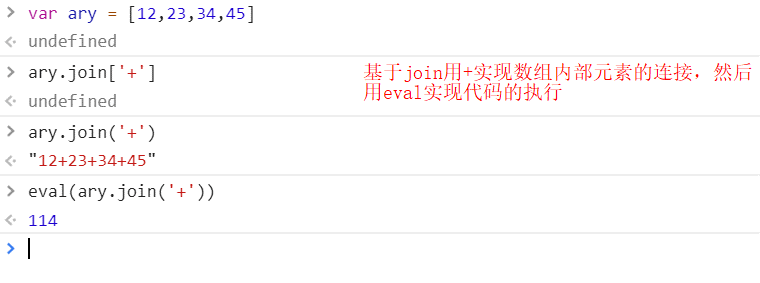 > var ary = [12,23,34,45]
undefined
> ary.join['+']
基于join用+实现数组内部元素的连接，然后
用eval实现代码的执行
undefined
> ary.join('+')
"12+23+34+45"
> eval(ary.join('+'))
114
>